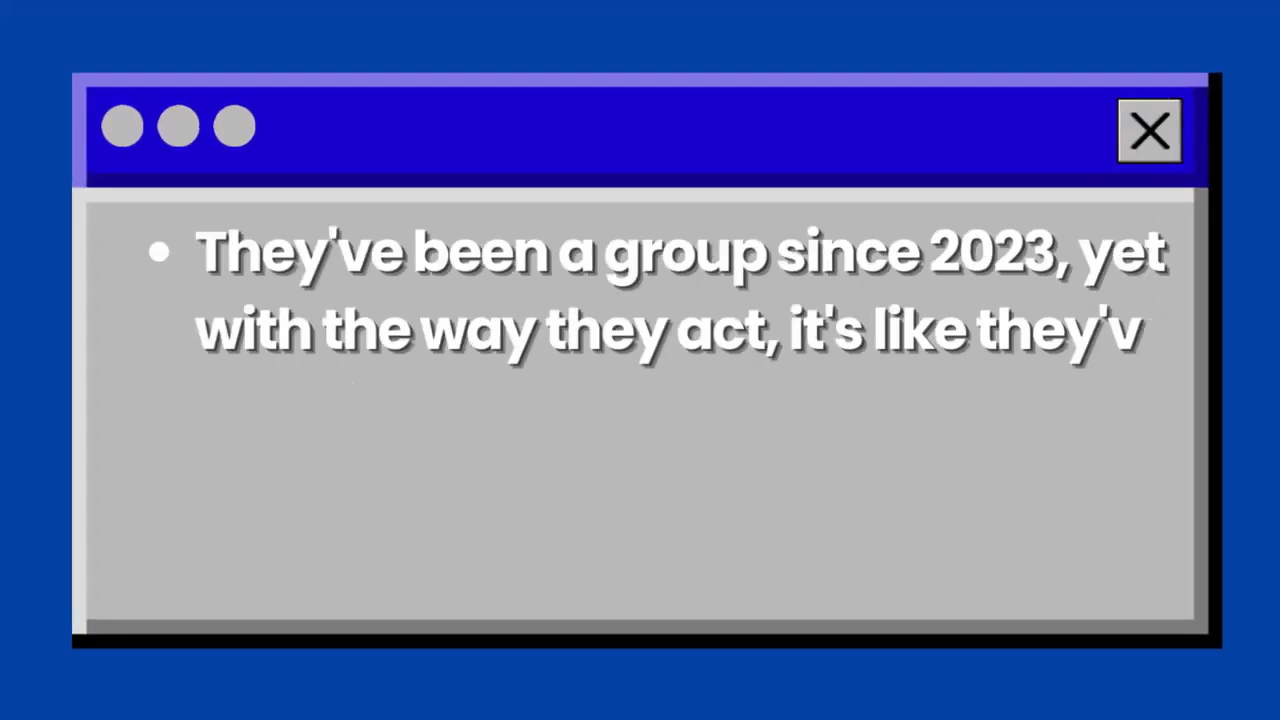 • They've been a group since 2023, yet
with the way they act, it's like they'v